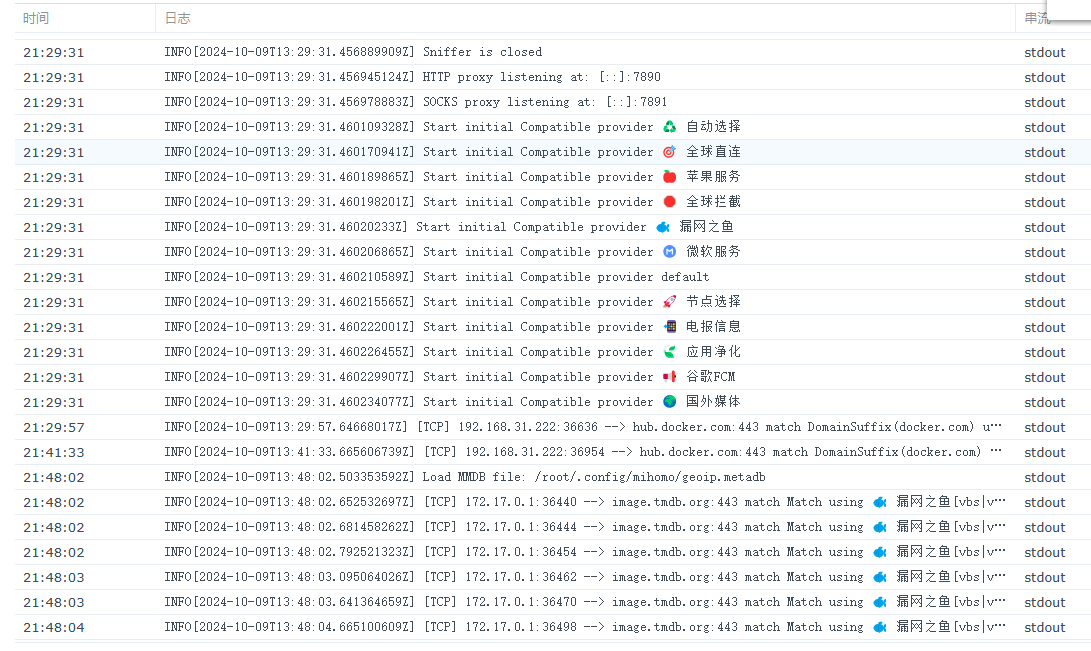 时间 日志 串流
21:29:31 INFO[2024-10-09T13:29:31.456889909Z] Sniffer is closed stdout
21:29:31 INFO[2024-10-09T13:29:31.456945124Z] HTTP proxy listening at: [::]:7890 stdout
21:29:31 INFO[2024-10-09T13:29:31.456978883Z] SOCKS proxy listening at: [::]:7891 stdout
21:29:31 INFO[2024-10-09T13:29:31.460109328Z] Start initial Compatible provider ♻️ 自动选择 stdout
21:29:31 INFO[2024-10-09T13:29:31.460170941Z] Start initial Compatible provider 🎯 全球直连 stdout
21:29:31 INFO[2024-10-09T13:29:31.460189865Z] Start initial Compatible provider 🍎 苹果服务 stdout
21:29:31 INFO[2024-10-09T13:29:31.460198201Z] Start initial Compatible provider 🛑 全球拦截 stdout
21:29:31 INFO[2024-10-09T13:29:31.46020233Z] Start initial Compatible provider 🐟 漏网之鱼 stdout
21:29:31 INFO[2024-10-09T13:29:31.460206865Z] Start initial Compatible provider Ⓜ️ 微软服务 stdout
21:29:31 INFO[2024-10-09T13:29:31.460210589Z] Start initial Compatible provider default stdout
21:29:31 INFO[2024-10-09T13:29:31.460215565Z] Start initial Compatible provider 🚀 节点选择 stdout
21:29:31 INFO[2024-10-09T13:29:31.460222001Z] Start initial Compatible provider 📲 电报信息 stdout
21:29:31 INFO[2024-10-09T13:29:31.460226455Z] Start initial Compatible provider 🍃 应用净化 stdout
21:29:31 INFO[2024-10-09T13:29:31.460229907Z] Start initial Compatible provider 📢 谷歌FCM stdout
21:29:31 INFO[2024-10-09T13:29:31.460234077Z] Start initial Compatible provider 🌍 国外媒体 stdout
21:29:57 INFO[2024-10-09T13:29:57.64668017Z] [TCP] 192.168.31.222:36636 --> hub.docker.com:443 match DomainSuffix(docker.com) u… stdout
21:41:33 INFO[2024-10-09T13:41:33.665606739Z] [TCP] 192.168.31.222:36954 --> hub.docker.com:443 match DomainSuffix(docker.com) … stdout
21:48:02 INFO[2024-10-09T13:48:02.503353592Z] Load MMDB file: /root/.config/mihomo/geoip.metadb stdout
21:48:02 INFO[2024-10-09T13:48:02.652532697Z] [TCP] 172.17.0.1:36440 --> image.tmdb.org:443 match Match using 🐟 漏网之鱼[vbs|v… stdout
21:48:02 INFO[2024-10-09T13:48:02.681458262Z] [TCP] 172.17.0.1:36444 --> image.tmdb.org:443 match Match using 🐟 漏网之鱼[vbs|v… stdout
21:48:02 INFO[2024-10-09T13:48:02.792521323Z] [TCP] 172.17.0.1:36454 --> image.tmdb.org:443 match Match using 🐟 漏网之鱼[vbs|v… stdout
21:48:03 INFO[2024-10-09T13:48:03.095064026Z] [TCP] 172.17.0.1:36462 --> image.tmdb.org:443 match Match using 🐟 漏网之鱼[vbs|v… stdout
21:48:03 INFO[2024-10-09T13:48:03.641364659Z] [TCP] 172.17.0.1:36470 --> image.tmdb.org:443 match Match using 🐟 漏网之鱼[vbs|v… stdout
21:48:04 INFO[2024-10-09T13:48:04.665100609Z] [TCP] 172.17.0.1:36498 --> image.tmdb.org:443 match Match using 🐟 漏网之鱼[vbs|v… stdout